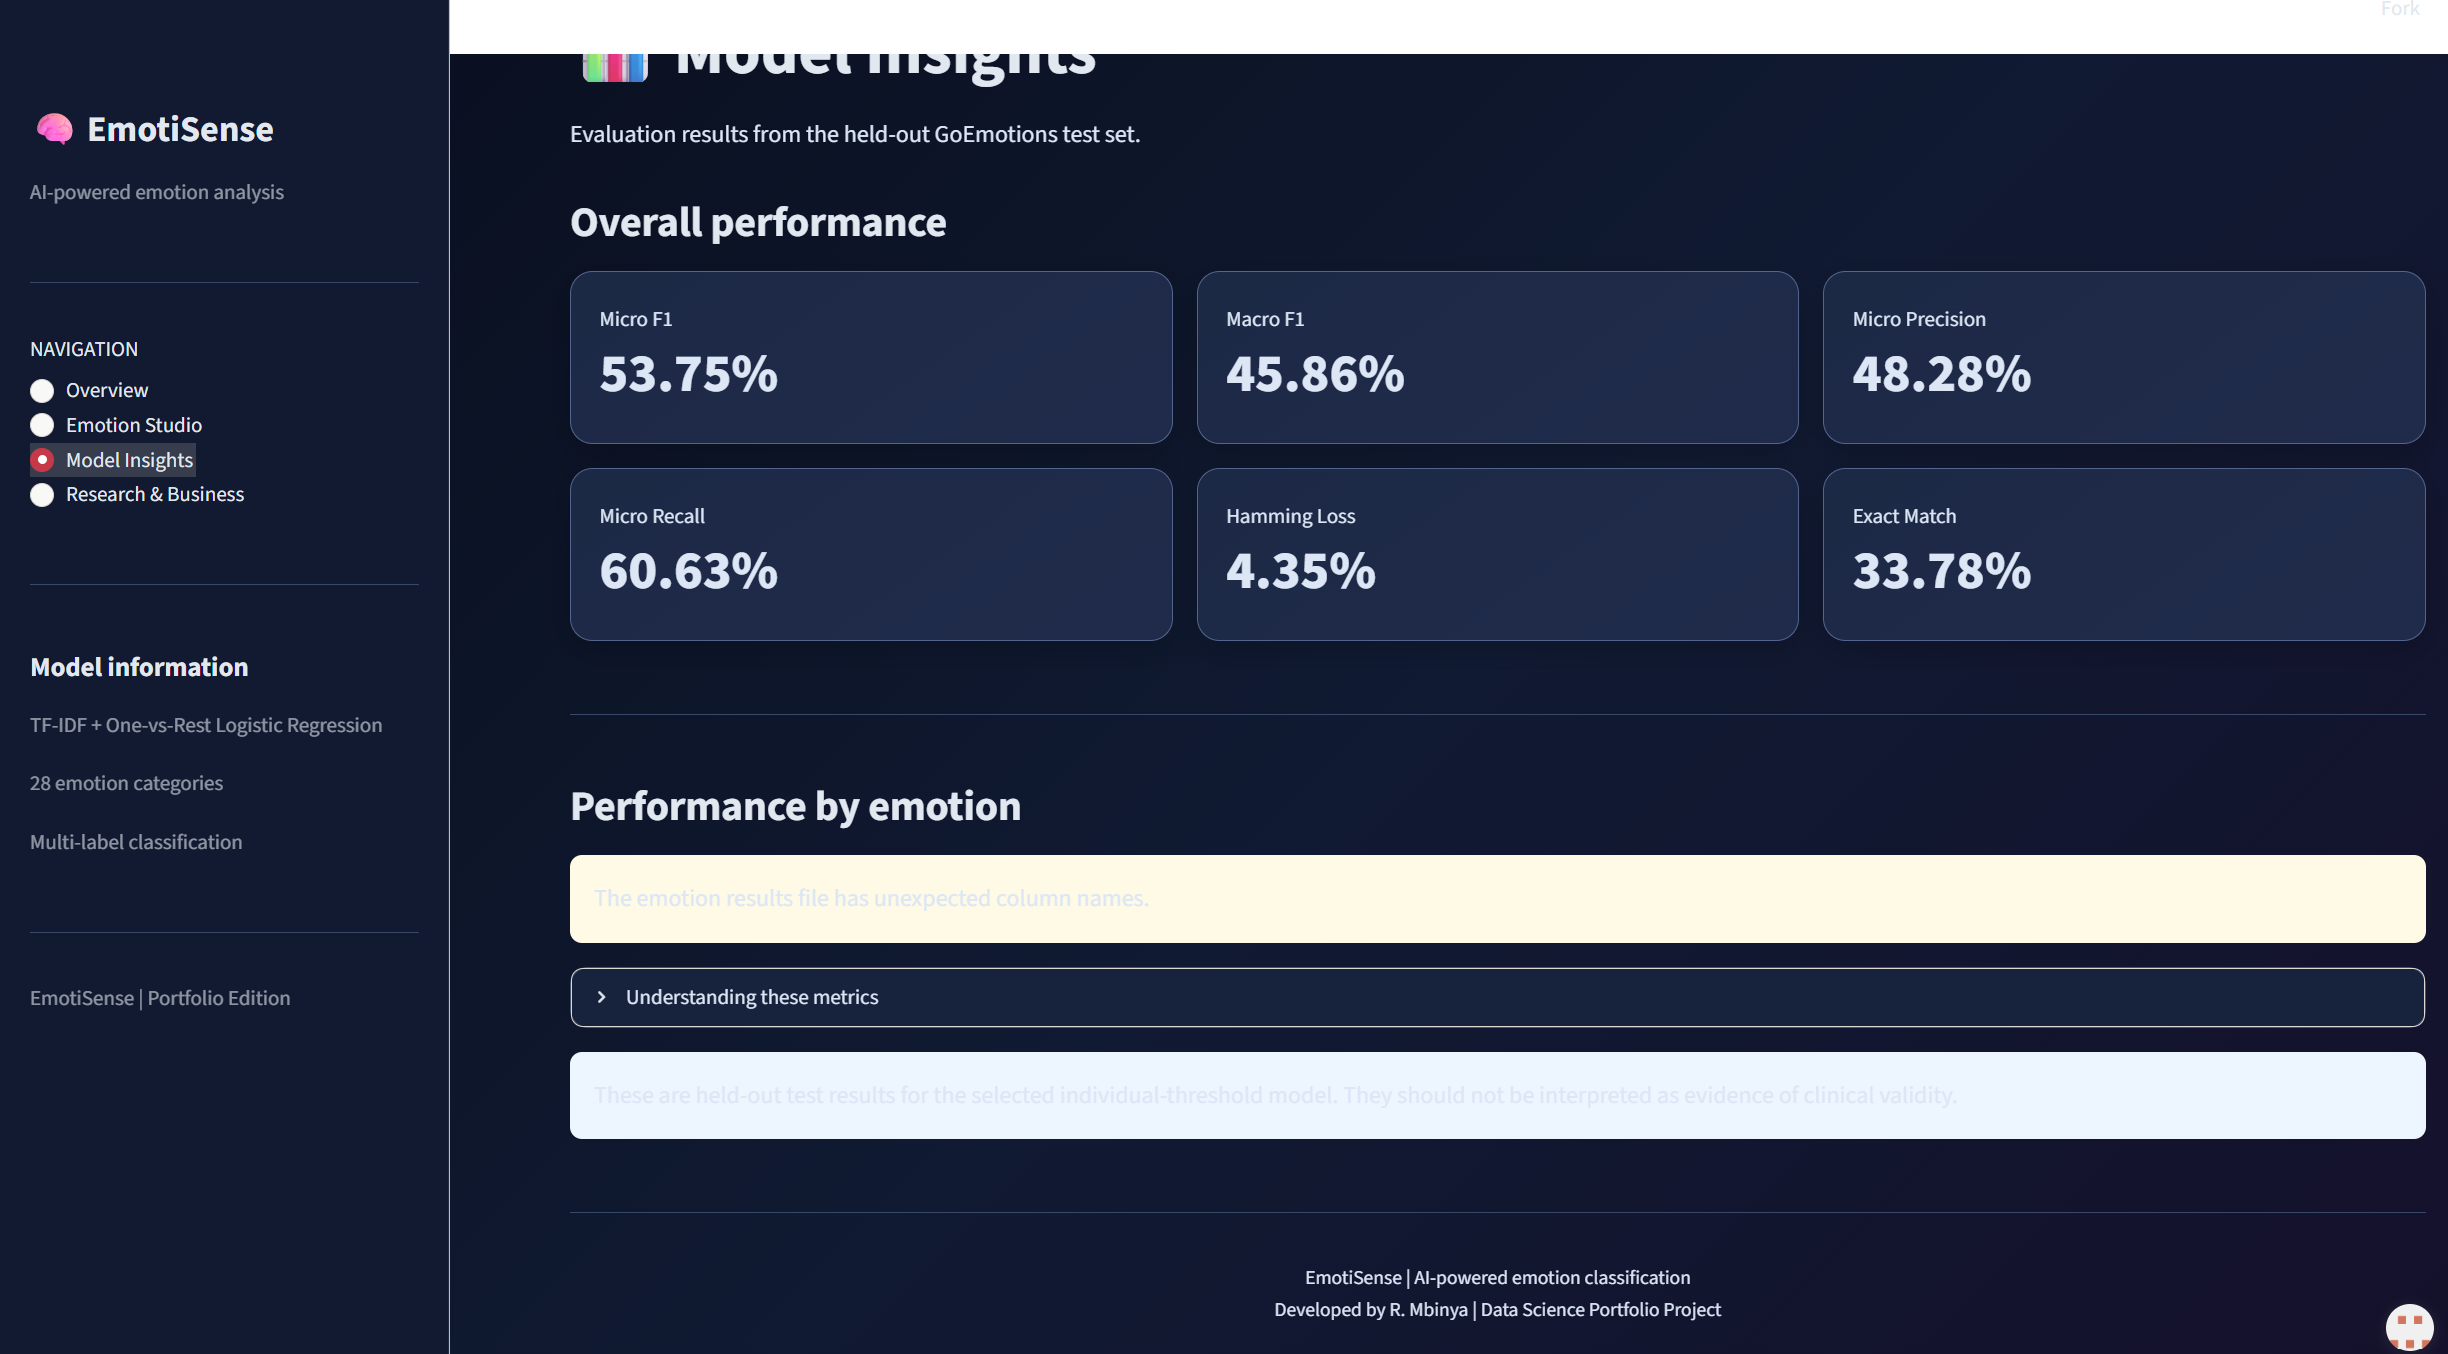 Fork
EmotiSense
AI-powered emotion analysis
NAVIGATION
Overview
Emotion Studio
Model Insights
Research & Business
Model information
TF-IDF + One-vs-Rest Logistic Regression
28 emotion categories
Multi-label classification
EmotiSense | Portfolio Edition
Model Insights
Evaluation results from the held-out GoEmotions test set.
Overall performance
Micro F1
53.75%
Macro F1
45.86%
Micro Precision
48.28%
Micro Recall
60.63%
Hamming Loss
4.35%
Exact Match
33.78%
Performance by emotion
The emotion results file has unexpected column names.
Understanding these metrics
These are held-out test results for the selected individual-threshold model. They should not be interpreted as evidence of clinical validity.
EmotiSense | AI-powered emotion classification
Developed by R. Mbinya | Data Science Portfolio Project